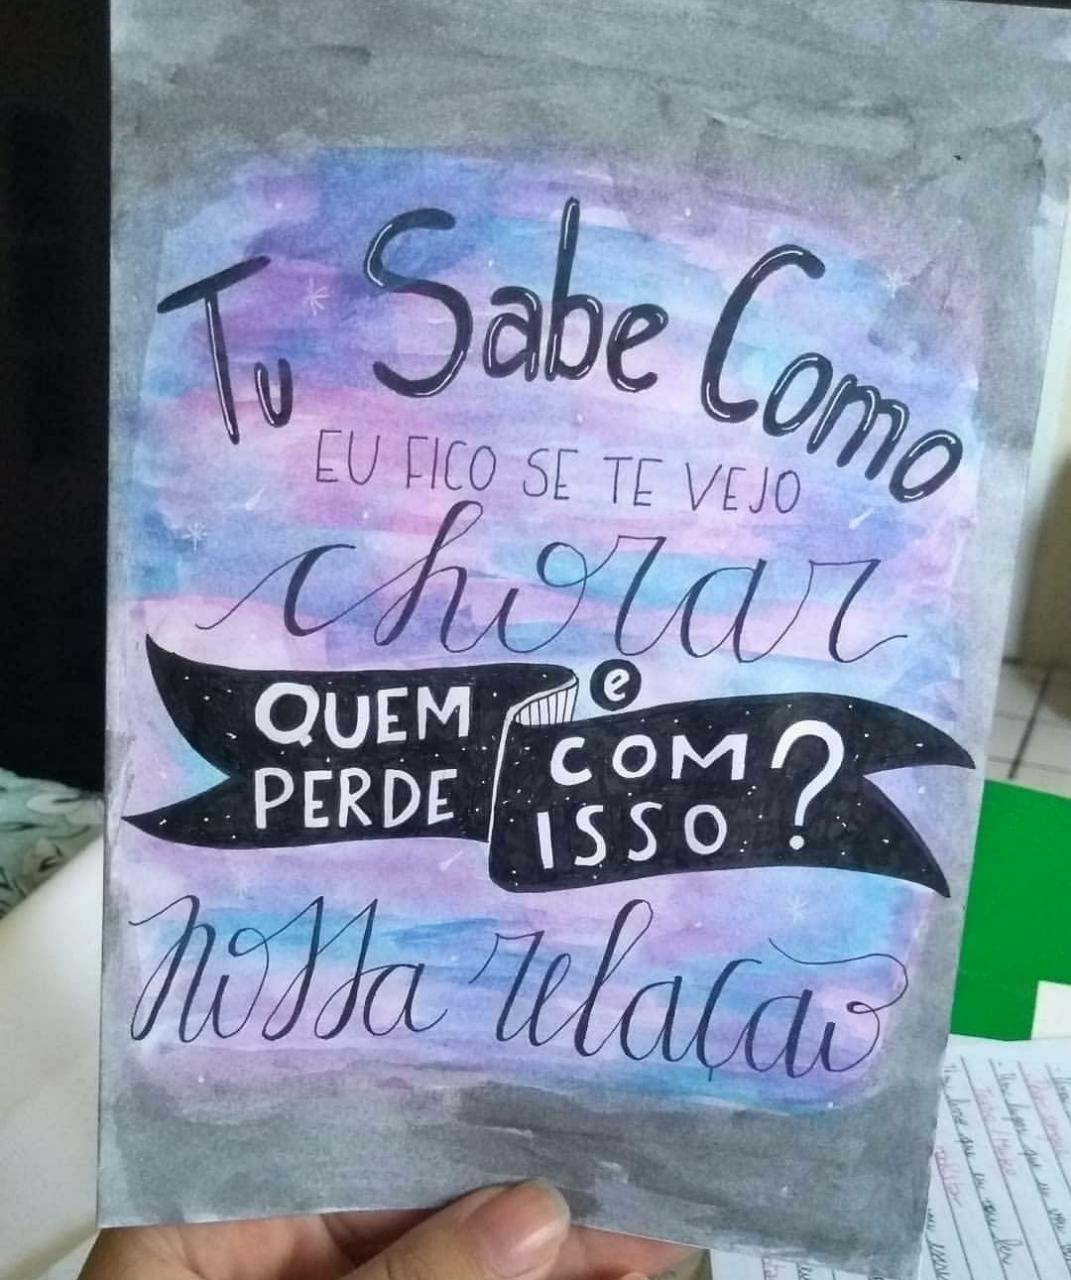 Tu Sabe Como
EU FICO SE TE VEJO
chorar
e
QUEM
PERDE
COM
ISSO ?
nossa relação